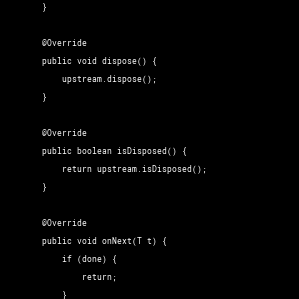 }
@Override
public void dispose() {
upstream.dispose();
}
@Override
public boolean isDisposed() {
return upstream.isDisposed();
}
@Override
public void onNext(T t) {
if (done) {
return;
}